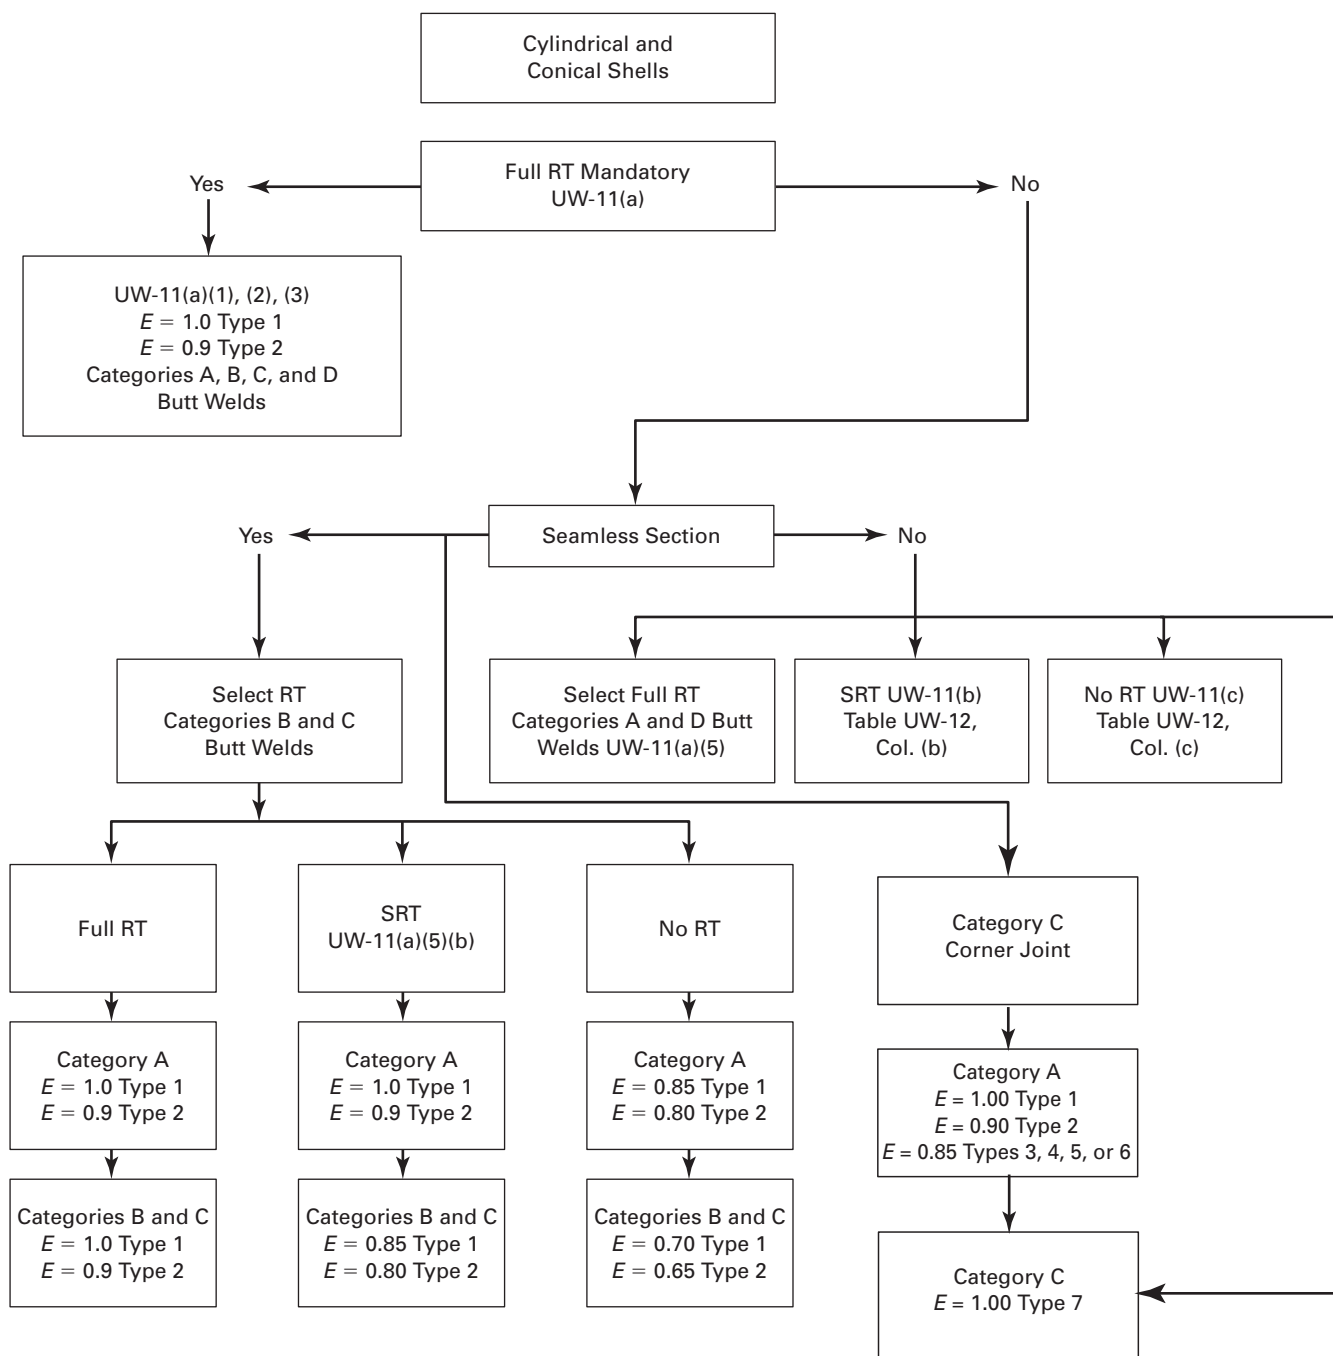 Cylindrical and
Conical Shells
Full RT Mandatory
UW-11(a)
Yes
No
UW-11(a)(1), (2), (3)
E = 1.0 Type 1
E = 0.9 Type 2
Categories A, B, C, and D
Butt Welds
Yes
Seamless Section
No
Select RT
Categories B and C
Butt Welds
Select Full RT
Categories A and D Butt
Welds UW-11(a)(5)
SRT UW-11(b)
Table UW-12,
Col. (b)
No RT UW-11(c)
Table UW-12,
Col. (c)
Full RT
SRT
UW-11(a)(5)(b)
No RT
Category C
Corner Joint
Category A
E = 1.0 Type 1
E = 0.9 Type 2
Category A
E = 1.0 Type 1
E = 0.9 Type 2
Category A
E = 0.85 Type 1
E = 0.80 Type 2
Category A
E = 1.00 Type 1
E = 0.90 Type 2
E = 0.85 Types 3, 4, 5, or 6
Categories B and C
E = 1.0 Type 1
E = 0.9 Type 2
Categories B and C
E = 0.85 Type 1
E = 0.80 Type 2
Categories B and C
E = 0.70 Type 1
E = 0.65 Type 2
Category C
E = 1.00 Type 7